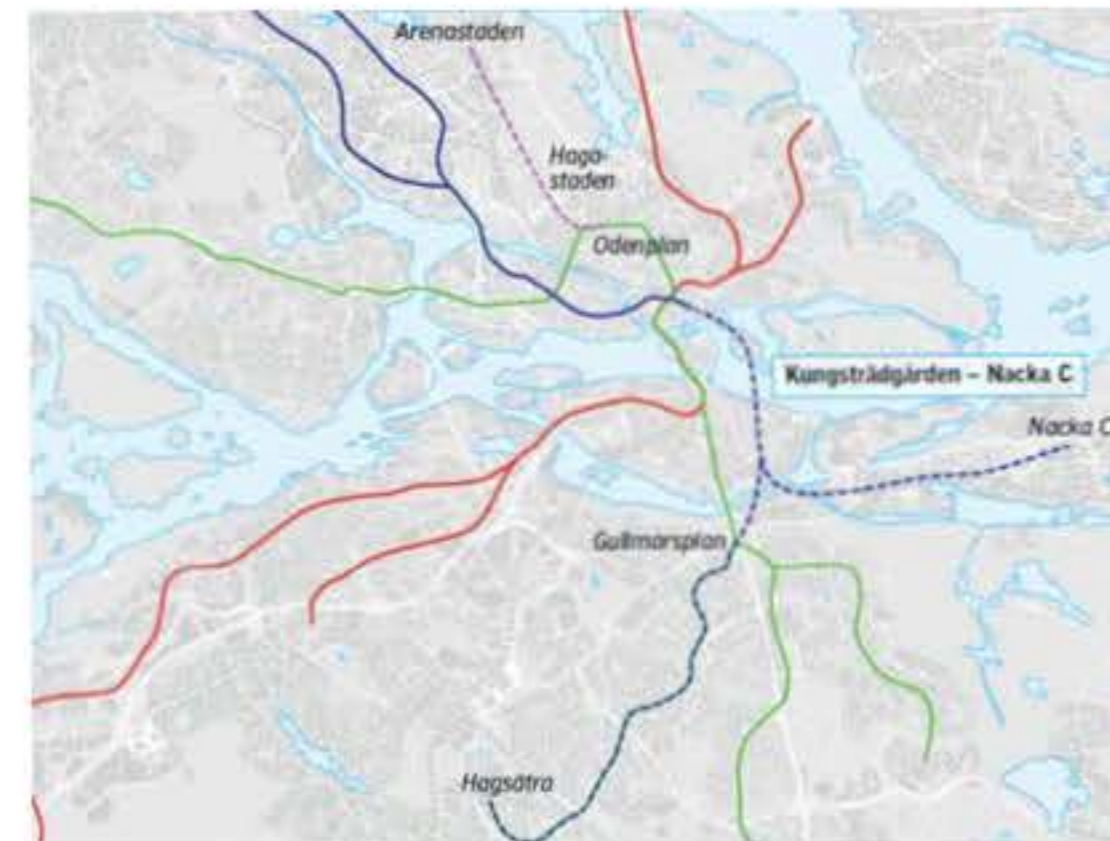 Arenastaden
Haga-
staden
Odenplan
Kungsträdgården – Nacka C
Nacka C
Gullmarsplan
Hagsätra